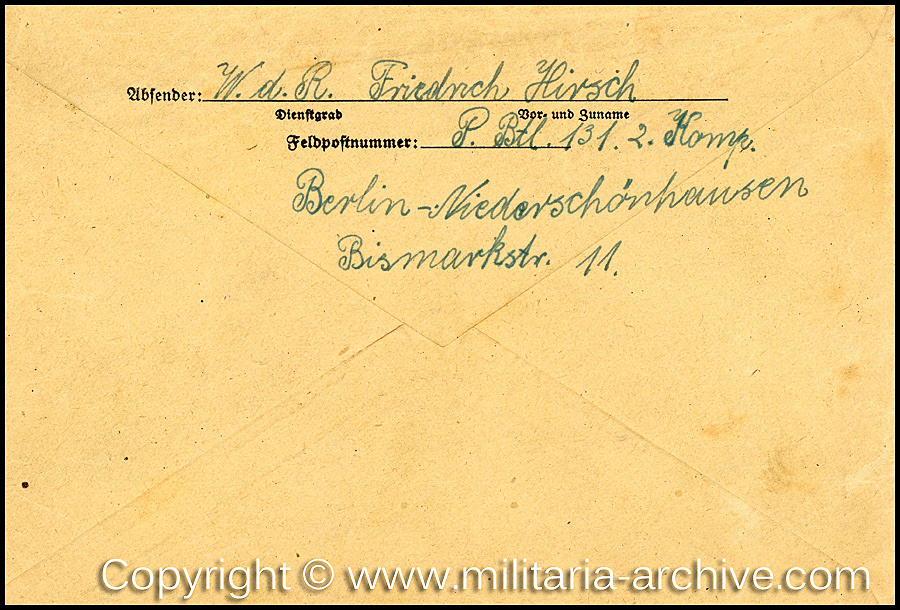 Absender: W. d. R. Friedrich Hirsch
Dienstgrad Vor- und Zuname
Feldpostnummer: P. Btl. 131. 2. Komp.
Berlin-Niederschönhausen
Bismarkstr. 11.
Copyright © www.militaria-archive.com